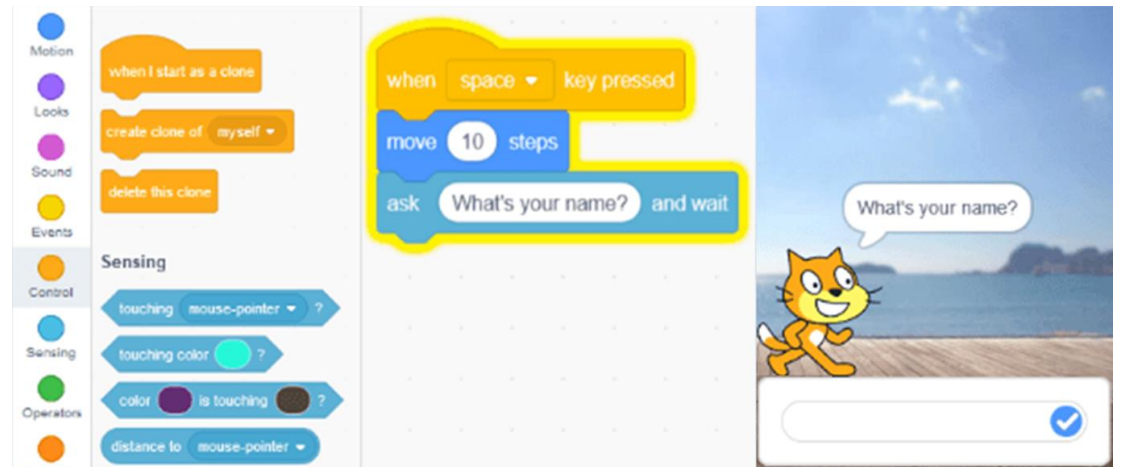 Motion
Looks
Sound
Events
Control
Sensing
Operators
when I start as a clone
create clone of myself
delete this clone
Sensing
touching mouse-pointer ?
touching color ?
color is touching ?
distance to mouse-pointer
when space key pressed
move 10 steps
ask What's your name? and wait
What's your name?